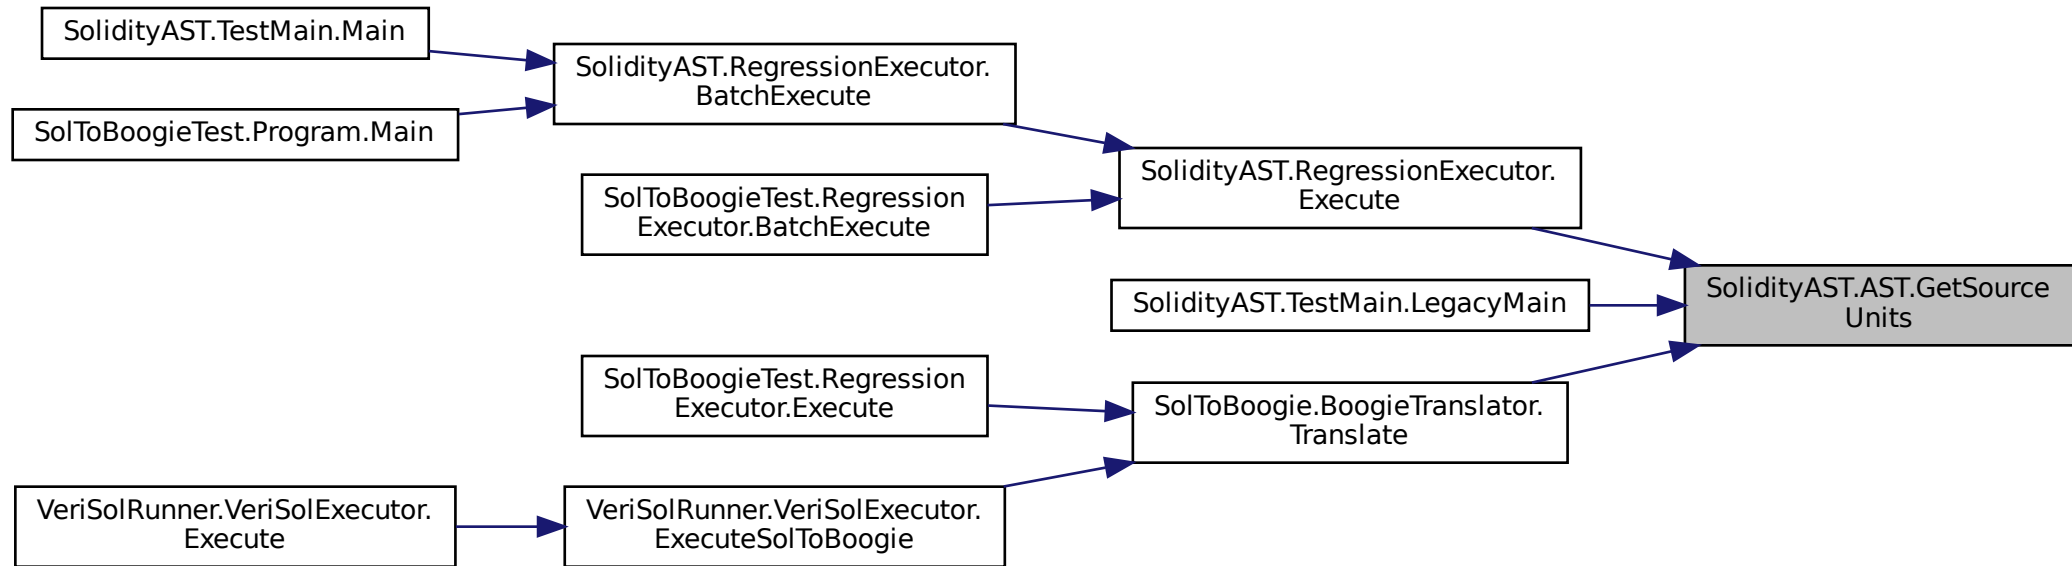 SolidityAST.TestMain.Main
SolToBoogieTest.Program.Main
SolidityAST.RegressionExecutor.
BatchExecute
SolToBoogieTest.Regression
Executor.BatchExecute
SolidityAST.RegressionExecutor.
Execute
SolidityAST.TestMain.LegacyMain
SolidityAST.AST.GetSource
Units
SolToBoogieTest.Regression
Executor.Execute
SolToBoogie.BoogieTranslator.
Translate
VeriSolRunner.VeriSolExecutor.
Execute
VeriSolRunner.VeriSolExecutor.
ExecuteSolToBoogie